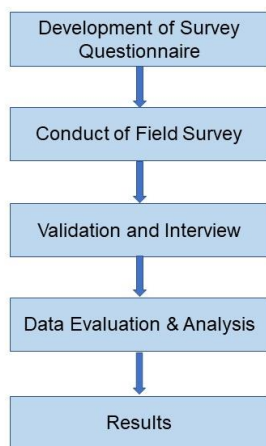 Development of Survey
Questionnaire
Conduct of Field Survey
Validation and Interview
Data Evaluation & Analysis
Results